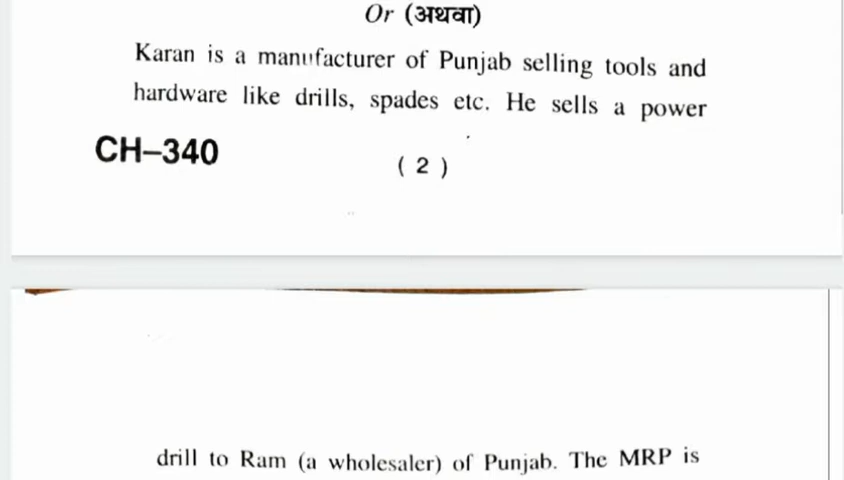 Or (अथवा)
Karan is a manufacturer of Punjab selling tools and
hardware like drills, spades etc. He sells a power
CH–340
( 2 )
drill to Ram (a wholesaler) of Punjab. The MRP is